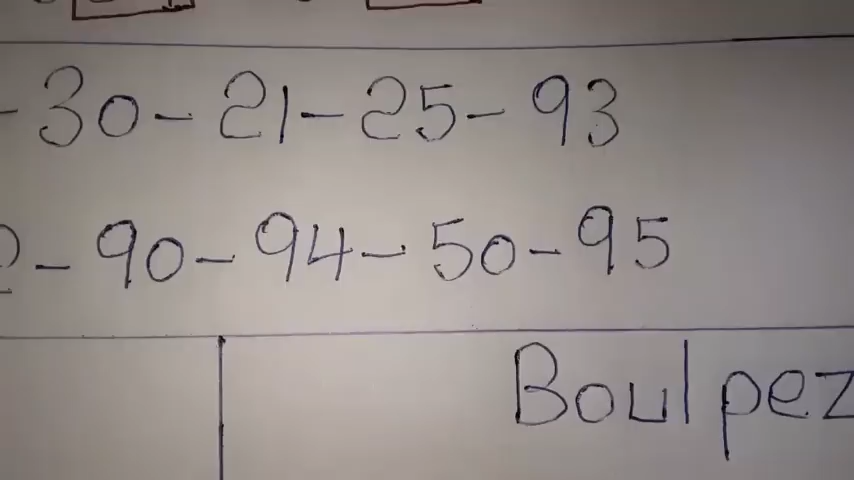 - 30 - 21 - 25 - 93
- 90 - 94 - 50 - 95
Boulpez